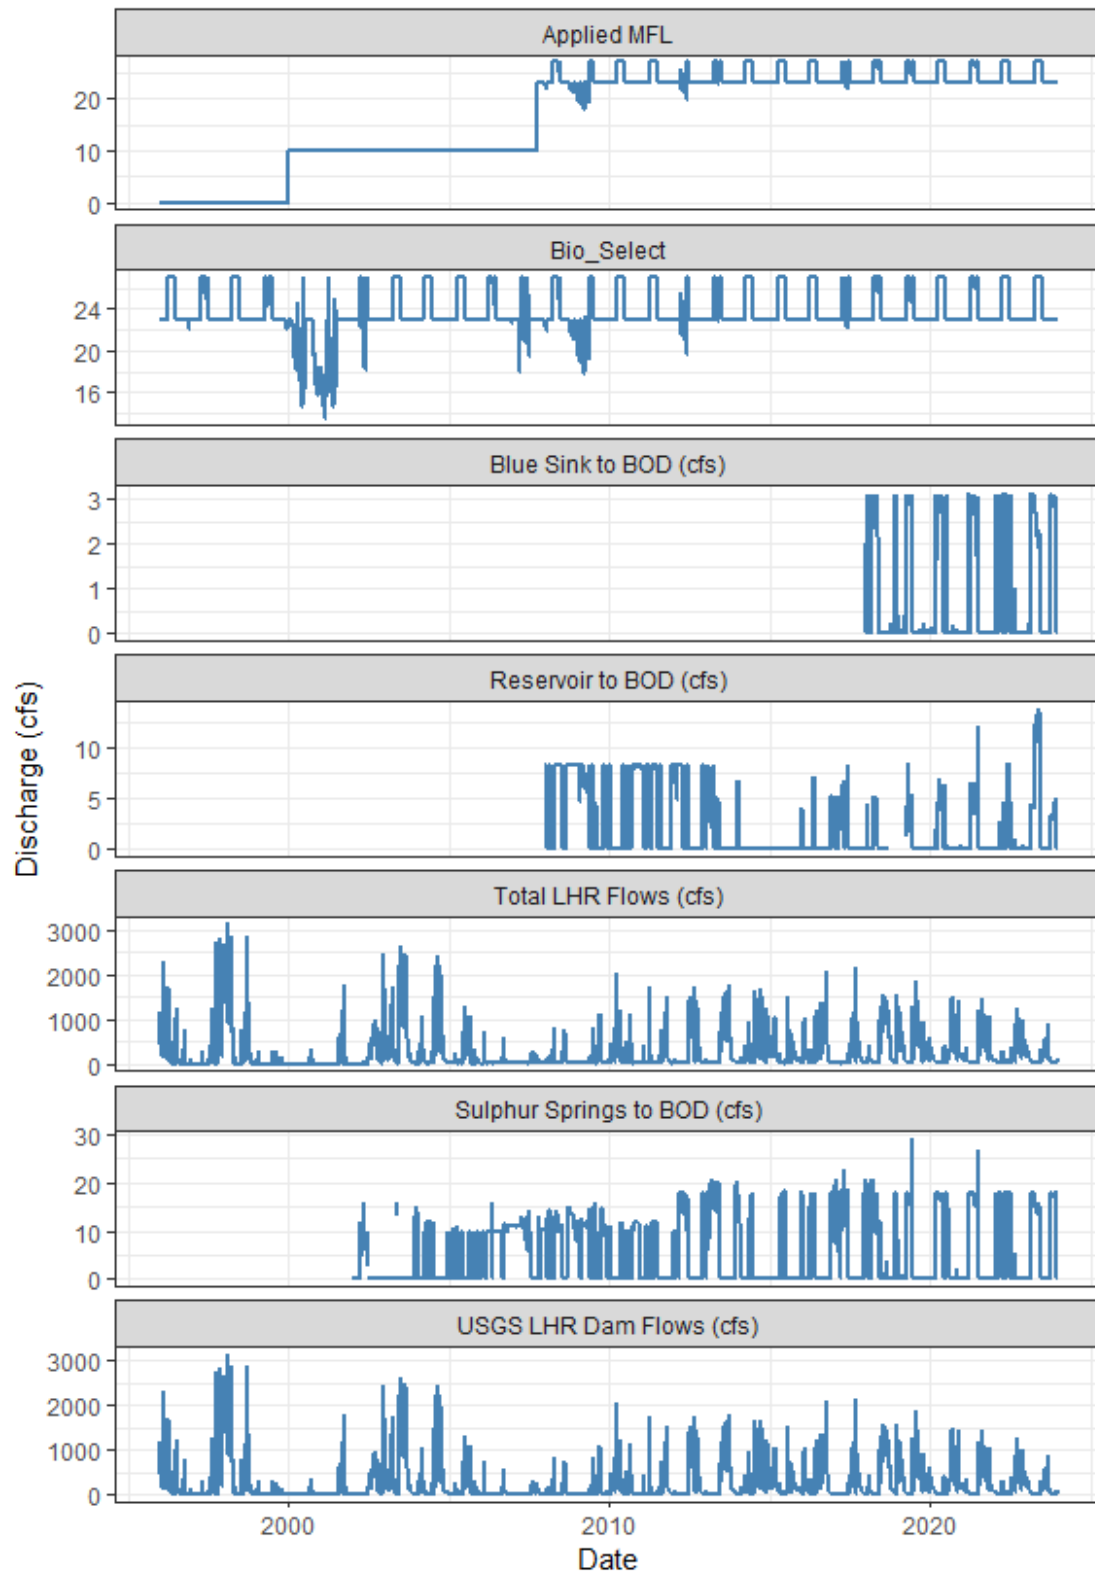 Applied MFL
20
10
0
Bio_Select
24
20
16
Blue Sink to BOD (cfs)
3
2
1
0
Reservoir to BOD (cfs)
10
5
0
Discharge (cfs)
Total LHR Flows (cfs)
3000
2000
1000
0
Sulphur Springs to BOD (cfs)
30
20
10
0
USGS LHR Dam Flows (cfs)
3000
2000
1000
0
2000 2010 2020
Date